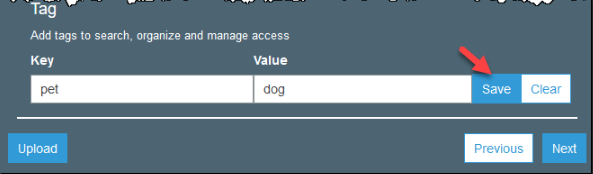 Tag
Add tags to search, organize and manage access
Key Value
pet dog Save Clear
Upload Previous Next